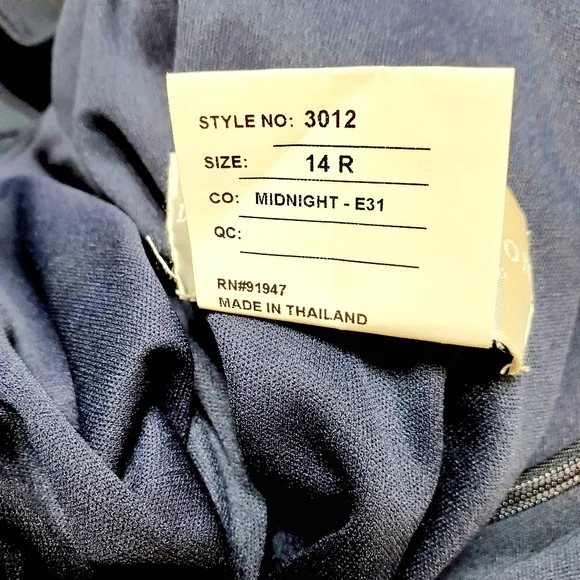 STYLE NO: 3012
SIZE: 14 R
CO: MIDNIGHT - E31
QC:
RN#91947
MADE IN THAILAND